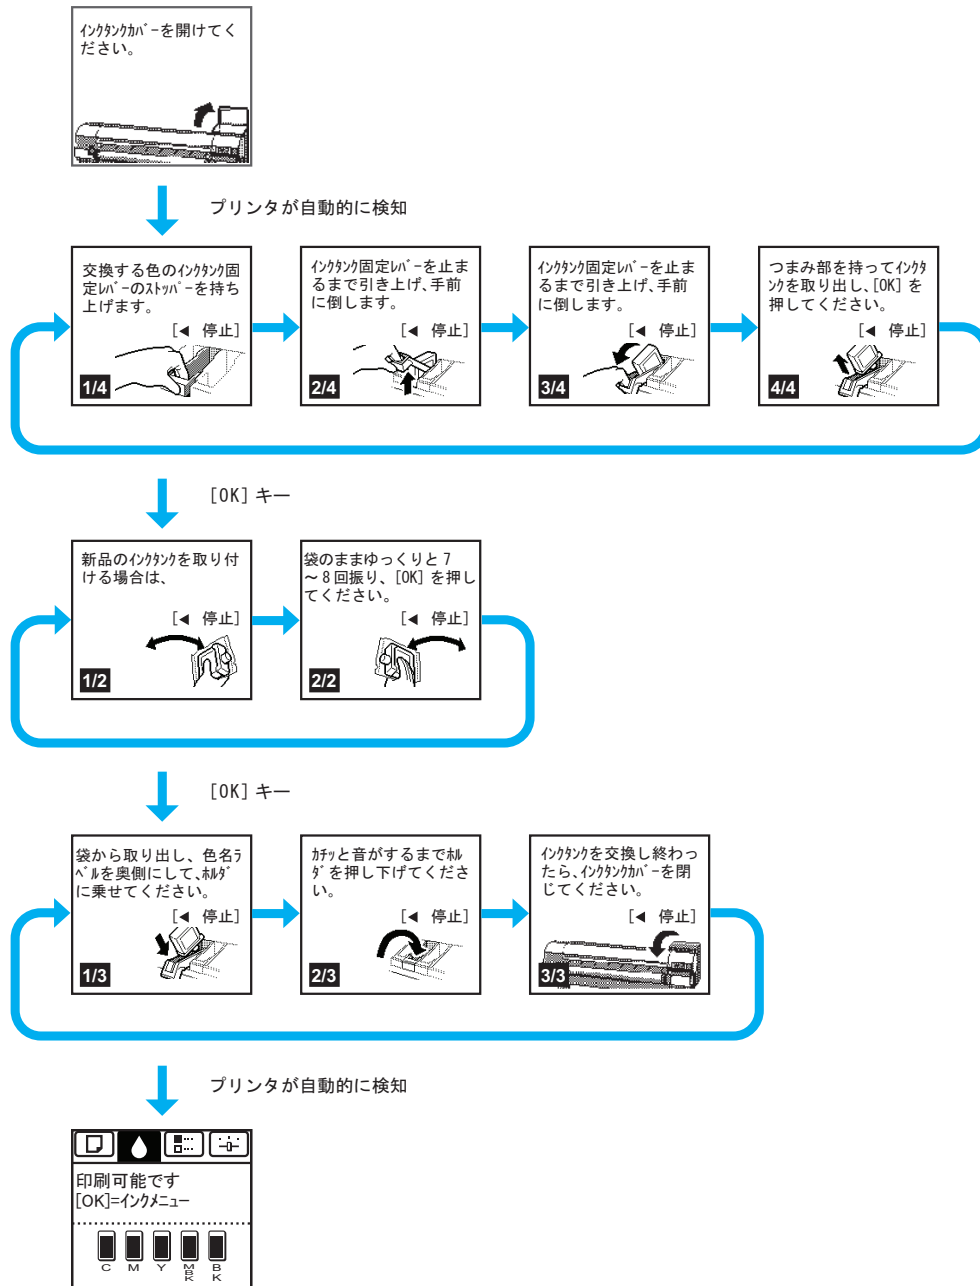 ｲﾝｸﾀﾝｸｶﾊﾞｰを開けてく
ださい。
プリンタが自動的に検知
交換する色のｲﾝｸﾀﾝｸ固
定ﾚﾊﾞｰのｽﾄｯﾊﾟｰを持ち
上げます。
[◀ 停止]
1/4
ｲﾝｸﾀﾝｸ固定ﾚﾊﾞｰを止ま
るまで引き上げ､手前
に倒します。
[◀ 停止]
2/4
ｲﾝｸﾀﾝｸ固定ﾚﾊﾞｰを止ま
るまで引き上げ､手前
に倒します。
[◀ 停止]
3/4
つまみ部を持ってｲﾝｸﾀ
ﾝｸを取り出し､[OK] を
押してください。
[◀ 停止]
4/4
[OK] キー
新品のｲﾝｸﾀﾝｸを取り付
ける場合は、
[◀ 停止]
1/2
袋のままゆっくりと 7
～ 8 回振り、[OK] を押し
てください。
[◀ 停止]
2/2
[OK] キー
袋から取り出し、色名ﾗ
ﾍﾞﾙを奥側にして､ﾎﾙﾀﾞ
に乗せてください。
[◀ 停止]
1/3
ｶﾁｯと音がするまでﾎﾙ
ﾀﾞを押し下げてくださ
い。
[◀ 停止]
2/3
ｲﾝｸﾀﾝｸを交換し終わっ
たら､ｲﾝｸﾀﾝｸｶﾊﾞｰを閉
じてください。
[◀ 停止]
3/3
プリンタが自動的に検知
印刷可能です
[OK]=ｲﾝｸﾒﾆｭｰ
C M Y MBK BK